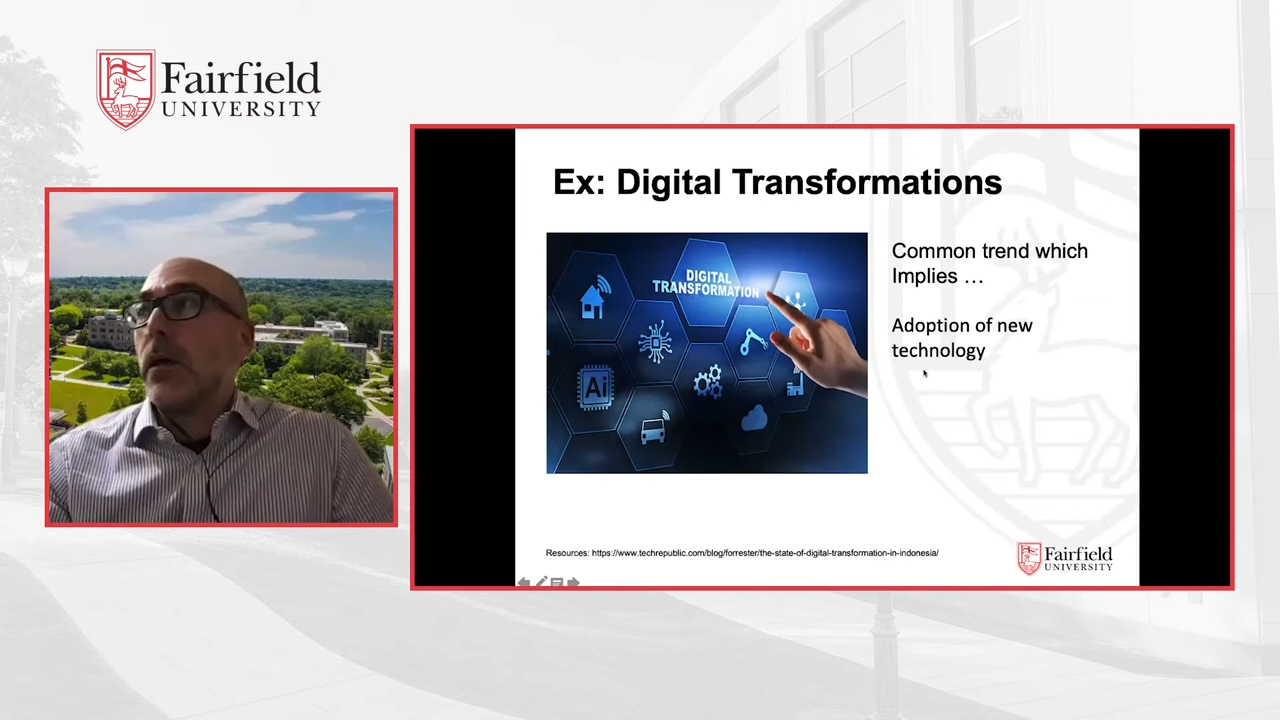 Fairfield
UNIVERSITY
Ex: Digital Transformations
DIGITAL
TRANSFORMATION
Ai
Common trend which
Implies …
Adoption of new
technology
Resources: https://www.techrepublic.com/blog/forrester/the-state-of-digital-transformation-in-indonesia/
Fairfield
UNIVERSITY